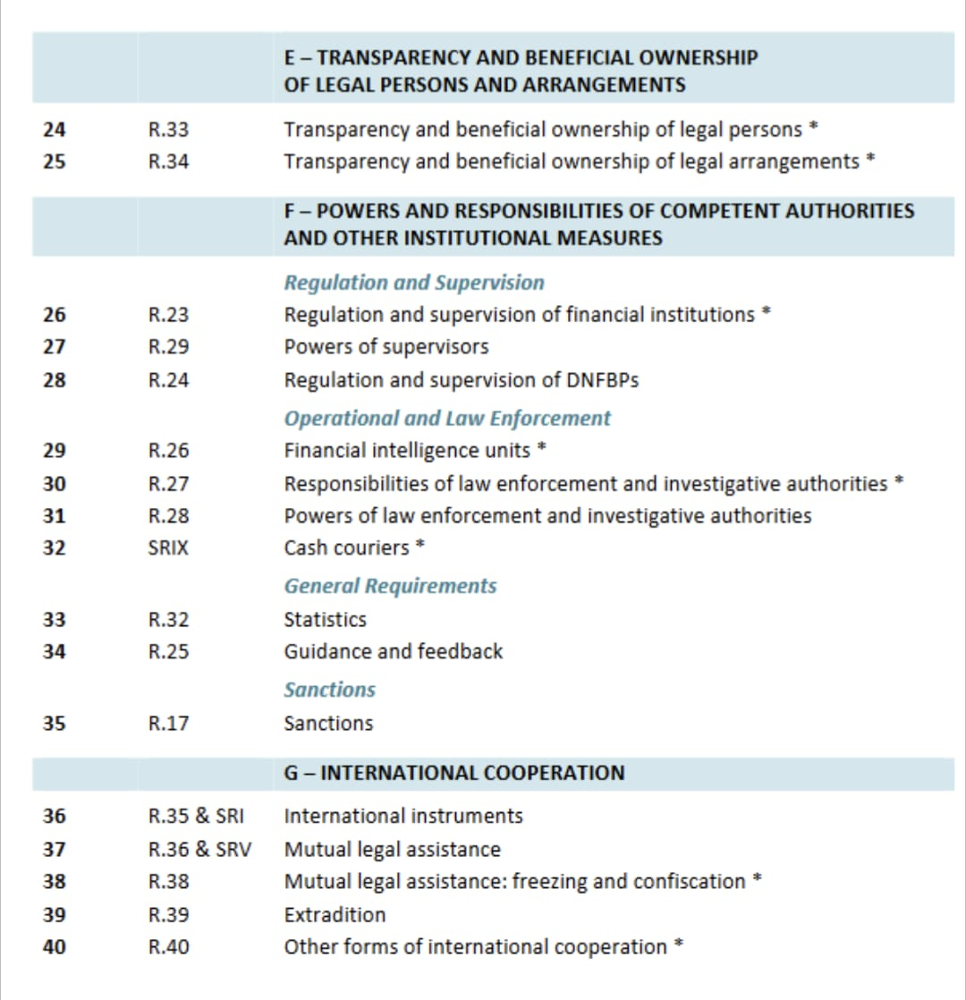 E – TRANSPARENCY AND BENEFICIAL OWNERSHIP
OF LEGAL PERSONS AND ARRANGEMENTS
24 R.33 Transparency and beneficial ownership of legal persons *
25 R.34 Transparency and beneficial ownership of legal arrangements *
F – POWERS AND RESPONSIBILITIES OF COMPETENT AUTHORITIES
AND OTHER INSTITUTIONAL MEASURES
Regulation and Supervision
26 R.23 Regulation and supervision of financial institutions *
27 R.29 Powers of supervisors
28 R.24 Regulation and supervision of DNFBPs
Operational and Law Enforcement
29 R.26 Financial intelligence units *
30 R.27 Responsibilities of law enforcement and investigative authorities *
31 R.28 Powers of law enforcement and investigative authorities
32 SRIX Cash couriers *
General Requirements
33 R.32 Statistics
34 R.25 Guidance and feedback
Sanctions
35 R.17 Sanctions
G – INTERNATIONAL COOPERATION
36 R.35 & SRI International instruments
37 R.36 & SRV Mutual legal assistance
38 R.38 Mutual legal assistance: freezing and confiscation *
39 R.39 Extradition
40 R.40 Other forms of international cooperation *